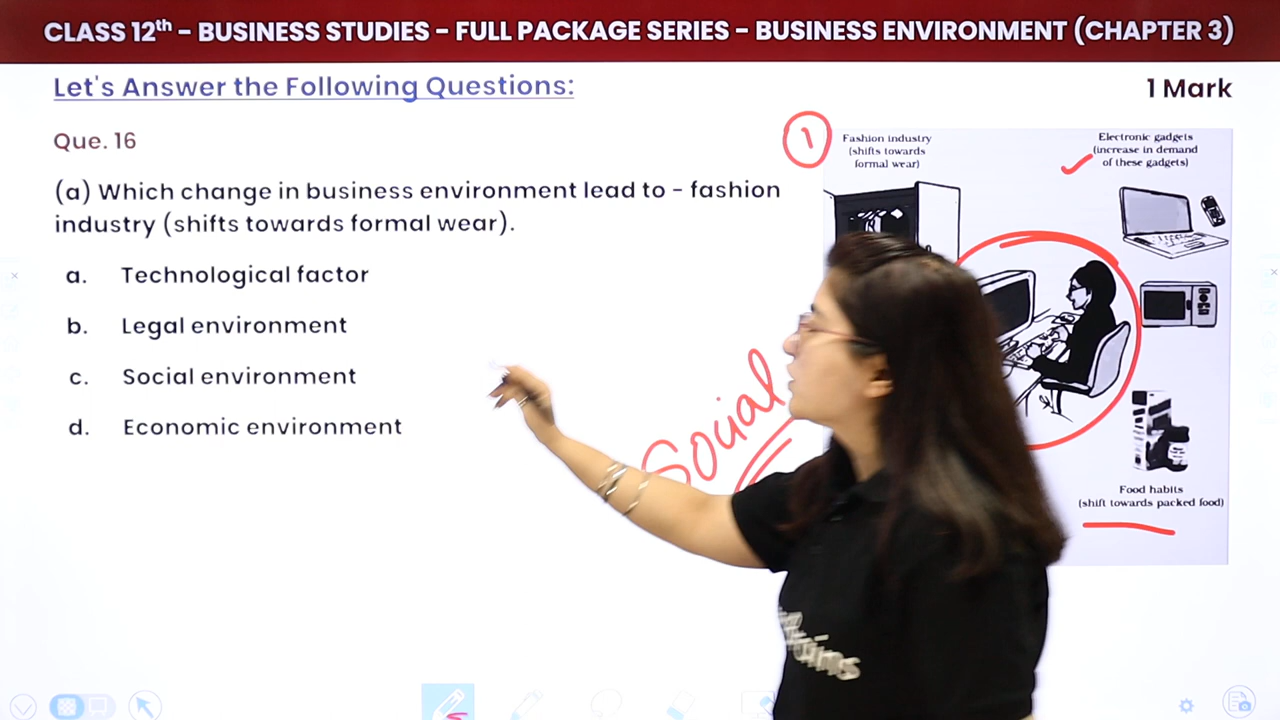 CLASS 12th – BUSINESS STUDIES – FULL PACKAGE SERIES – BUSINESS ENVIRONMENT (CHAPTER 3)
Let's Answer the Following Questions:
1 Mark
Que. 16
(a) Which change in business environment lead to - fashion
industry (shifts towards formal wear).
a. Technological factor
b. Legal environment
c. Social environment
d. Economic environment
1
Fashion industry
(shifts towards
formal wear)
Electronic gadgets
(increase in demand
of these gadgets)
Social
Food habits
(shift towards packed food)